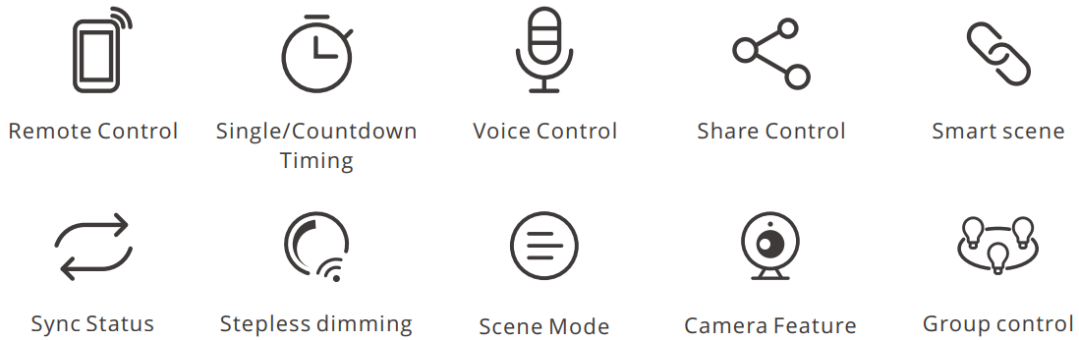 Remote Control
Single/Countdown
Timing
Voice Control
Share Control
Smart scene
Sync Status
Stepless dimming
Scene Mode
Camera Feature
Group control